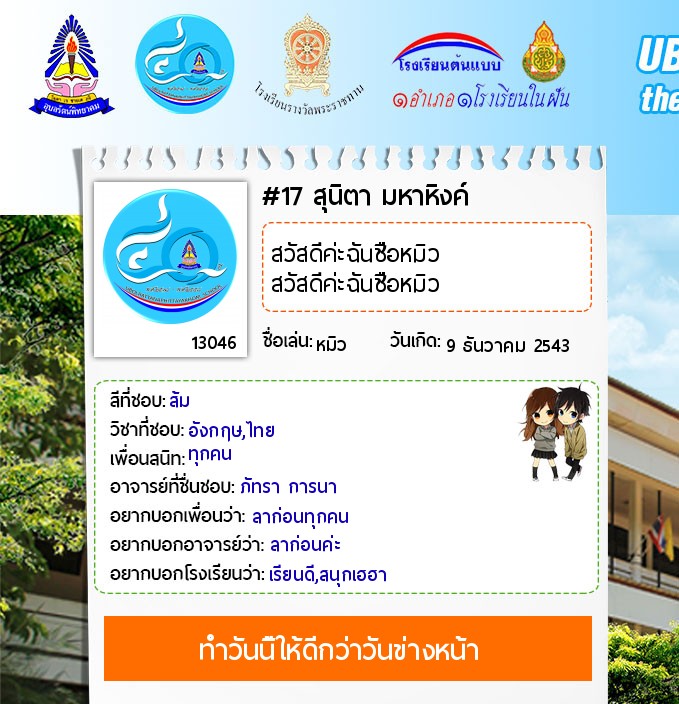 อุบลรัตน์พิทยาคม
โรงเรียนรางวัลพระราชทาน
โรงเรียนต้นแบบ
๑อำเภอ๑โรงเรียนในฝัน
UB
the
#17 สุนิตา มหาหิงค์
สวัสดีค่ะฉันชื่อหมิว
สวัสดีค่ะฉันชื่อหมิว
13046
ชื่อเล่น: หมิว วันเกิด: 9 ธันวาคม 2543
สีที่ชอบ: ส้ม
วิชาที่ชอบ: อังกฤษ,ไทย
เพื่อนสนิท: ทุกคน
อาจารย์ที่ชื่นชอบ: ภัทรา การนา
อยากบอกเพื่อนว่า: ลาก่อนทุกคน
อยากบอกอาจารย์ว่า: ลาก่อนค่ะ
อยากบอกโรงเรียนว่า: เรียนดี,สนุกเฮฮา
ทำวันนี้ให้ดีกว่าวันข่างหน้า